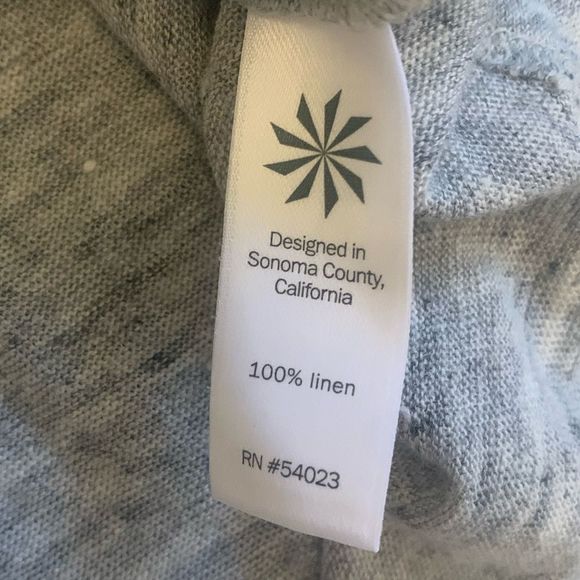 Designed in
Sonoma County,
California
100% linen
RN #54023